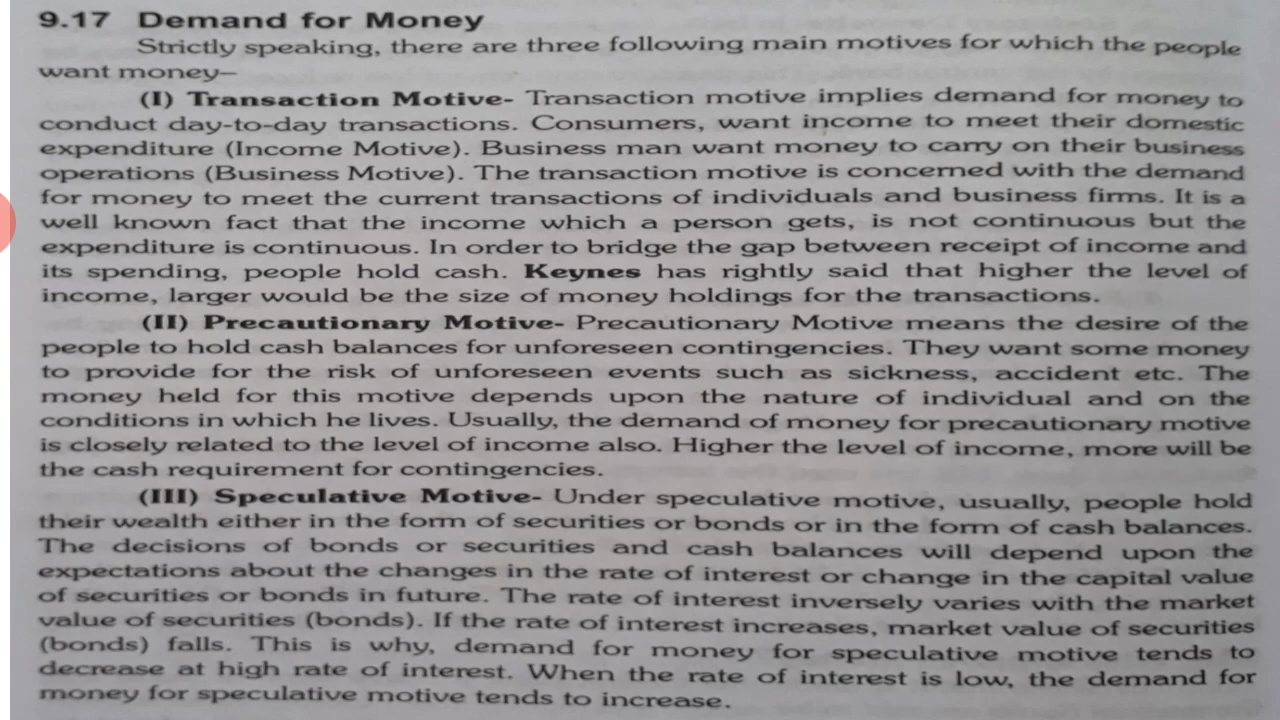 9.17 Demand for Money
Strictly speaking, there are three following main motives for which the people
want money–
(I) Transaction Motive- Transaction motive implies demand for money to
conduct day-to-day transactions. Consumers, want income to meet their domestic
expenditure (Income Motive). Business man want money to carry on their business
operations (Business Motive). The transaction motive is concerned with the demand
for money to meet the current transactions of individuals and business firms. It is a
well known fact that the income which a person gets, is not continuous but the
expenditure is continuous. In order to bridge the gap between receipt of income and
its spending, people hold cash. Keynes has rightly said that higher the level of
income, larger would be the size of money holdings for the transactions.
(II) Precautionary Motive- Precautionary Motive means the desire of the
people to hold cash balances for unforeseen contingencies. They want some money
to provide for the risk of unforeseen events such as sickness, accident etc. The
money held for this motive depends upon the nature of individual and on the
conditions in which he lives. Usually, the demand of money for precautionary motive
is closely related to the level of income also. Higher the level of income, more will be
the cash requirement for contingencies.
(III) Speculative Motive- Under speculative motive, usually, people hold
their wealth either in the form of securities or bonds or in the form of cash balances.
The decisions of bonds or securities and cash balances will depend upon the
expectations about the changes in the rate of interest or change in the capital value
of securities or bonds in future. The rate of interest inversely varies with the market
value of securities (bonds). If the rate of interest increases, market value of securities
(bonds) falls. This is why, demand for money for speculative motive tends to
decrease at high rate of interest. When the rate of interest is low, the demand for
money for speculative motive tends to increase.